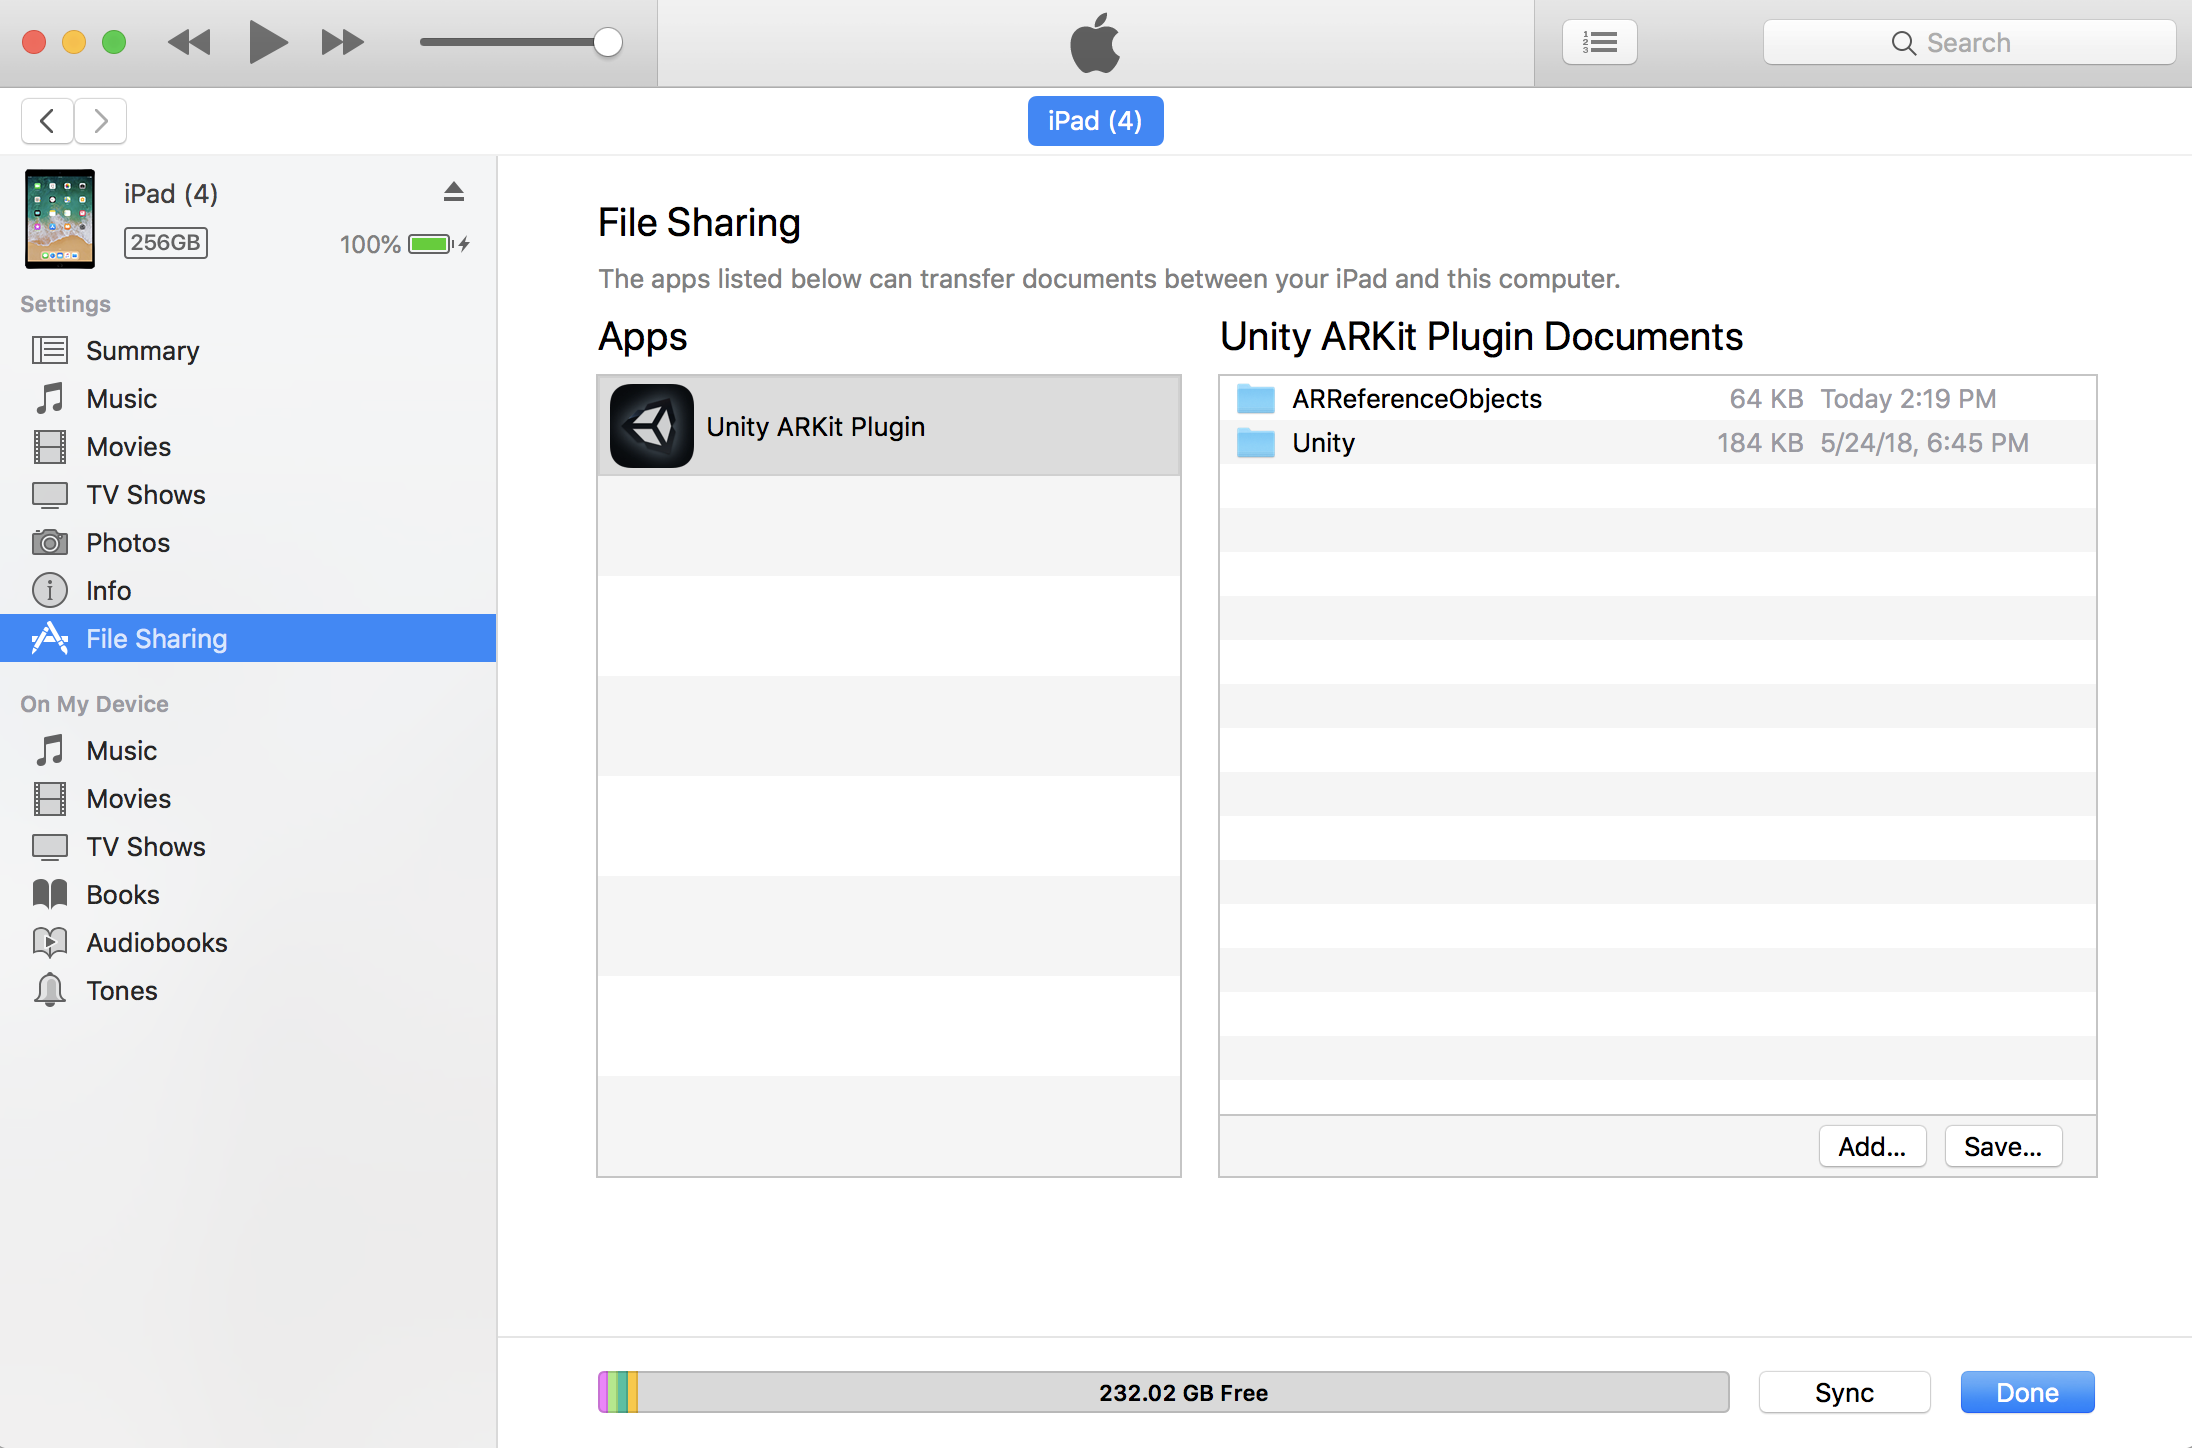 Search
iPad (4)
iPad (4)
256GB
100%
Settings
Summary
Music
Movies
TV Shows
Photos
Info
File Sharing
On My Device
Music
Movies
TV Shows
Books
Audiobooks
Tones
File Sharing
The apps listed below can transfer documents between your iPad and this computer.
Apps
Unity ARKit Plugin
Unity ARKit Plugin Documents
ARReferenceObjects 64 KB Today 2:19 PM
Unity 184 KB 5/24/18, 6:45 PM
Add...
Save...
232.02 GB Free
Sync
Done